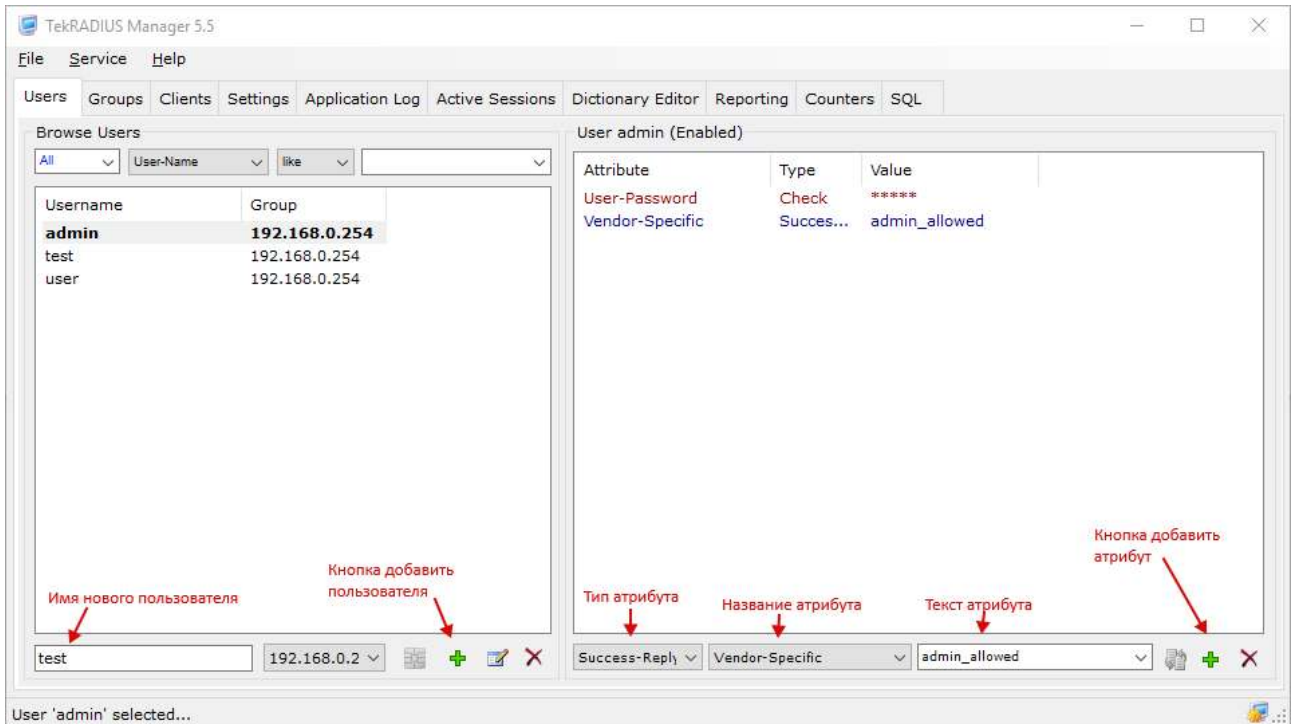 TekRADIUS Manager 5.5
File Service Help
Users Groups Clients Settings Application Log Active Sessions Dictionary Editor Reporting Counters SQL
Browse Users
All User-Name like
Username Group
admin 192.168.0.254
test 192.168.0.254
user 192.168.0.254
Имя нового пользователя
Кнопка добавить
пользователя
test 192.168.0.2
User admin (Enabled)
Attribute Type Value
User-Password Check *****
Vendor-Specific Succes... admin_allowed
Кнопка добавить
атрибут
Тип атрибута
Название атрибута
Текст атрибута
Success-Reply Vendor-Specific admin_allowed
User 'admin' selected...